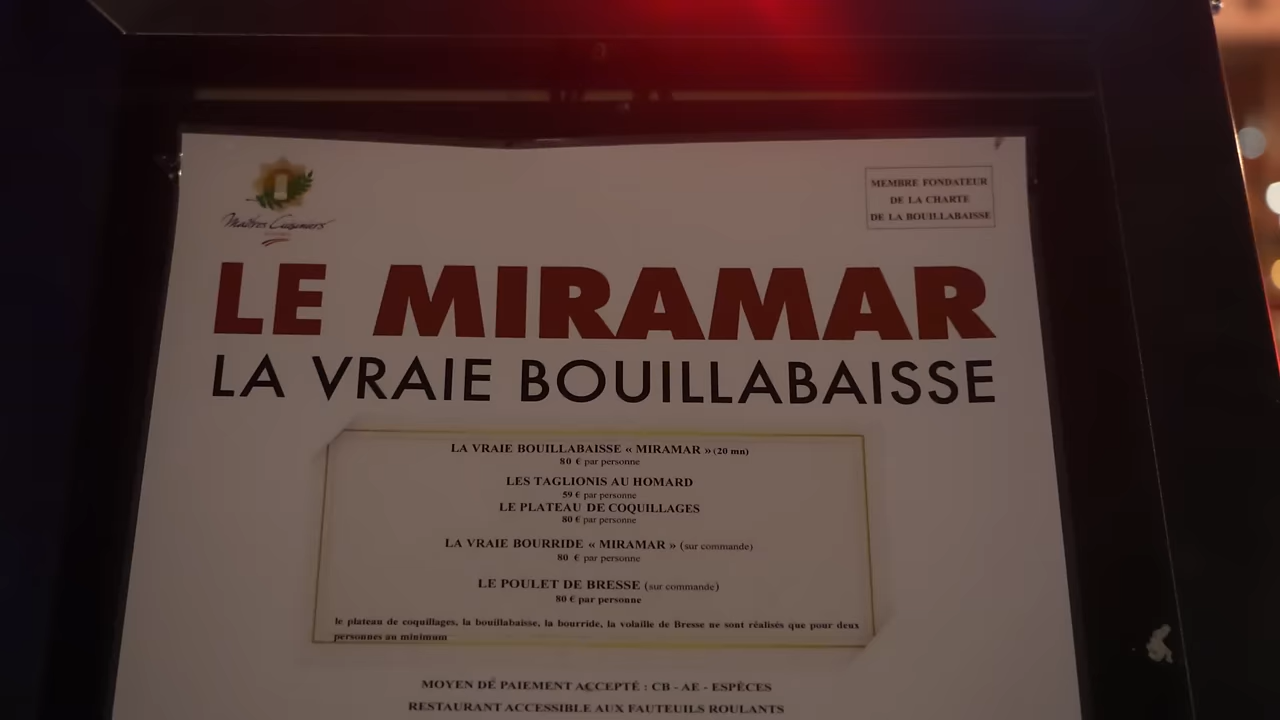 Maîtres Cuisiniers
MEMBRE FONDATEUR
DE LA CHARTE
DE LA BOUILLABAISSE
LE MIRAMAR
LA VRAIE BOUILLABAISSE
LA VRAIE BOUILLABAISSE « MIRAMAR » (20 mn)
80 € par personne
LES TAGLIONIS AU HOMARD
59 € par personne
LE PLATEAU DE COQUILLAGES
80 € par personne
LA VRAIE BOURRIDE « MIRAMAR » (sur commande)
80 € par personne
LE POULET DE BRESSE (sur commande)
80 € par personne
le plateau de coquillages, la bouillabaisse, la bourride, la volaille de Bresse ne sont réalisés que pour deux
personnes au minimum
MOYEN DE PAIEMENT ACCEPTÉ : CB - AE - ESPÈCES
RESTAURANT ACCESSIBLE AUX FAUTEUILS ROULANTS